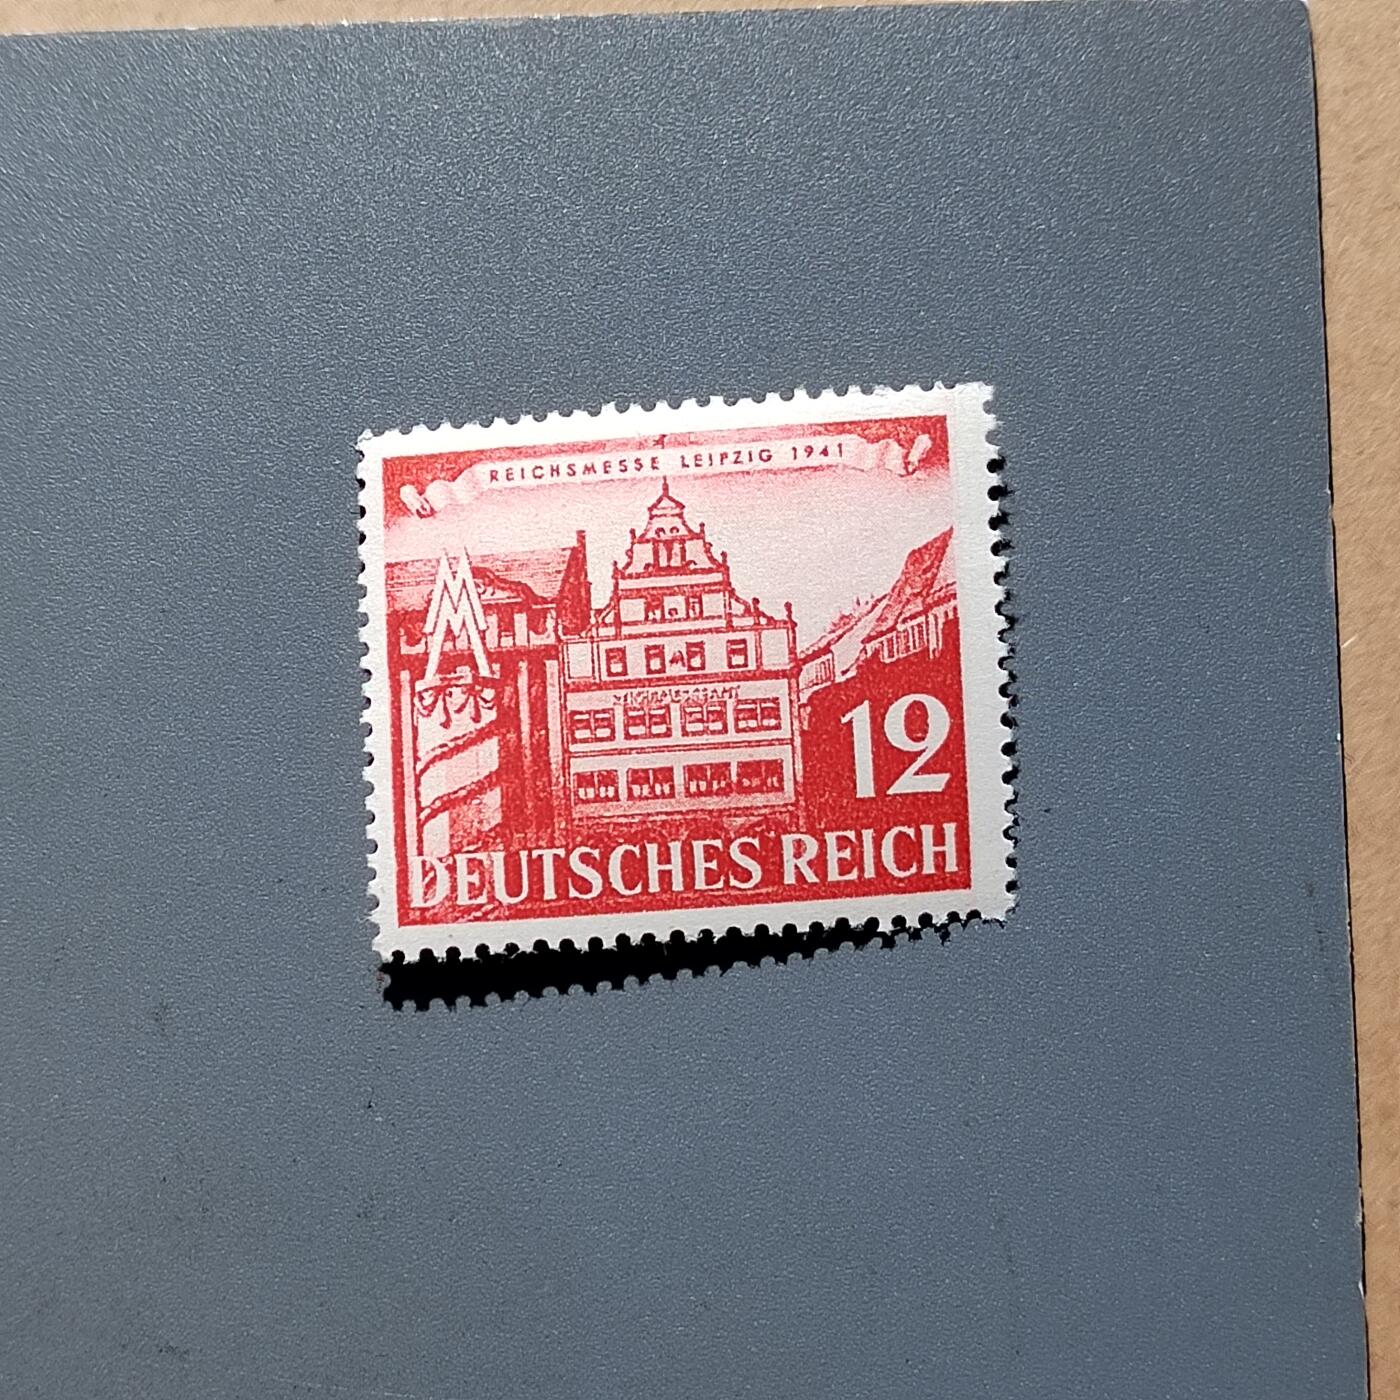 REICHSMESSE LEIPZIG 1941
M
12
DEUTSCHES REICH